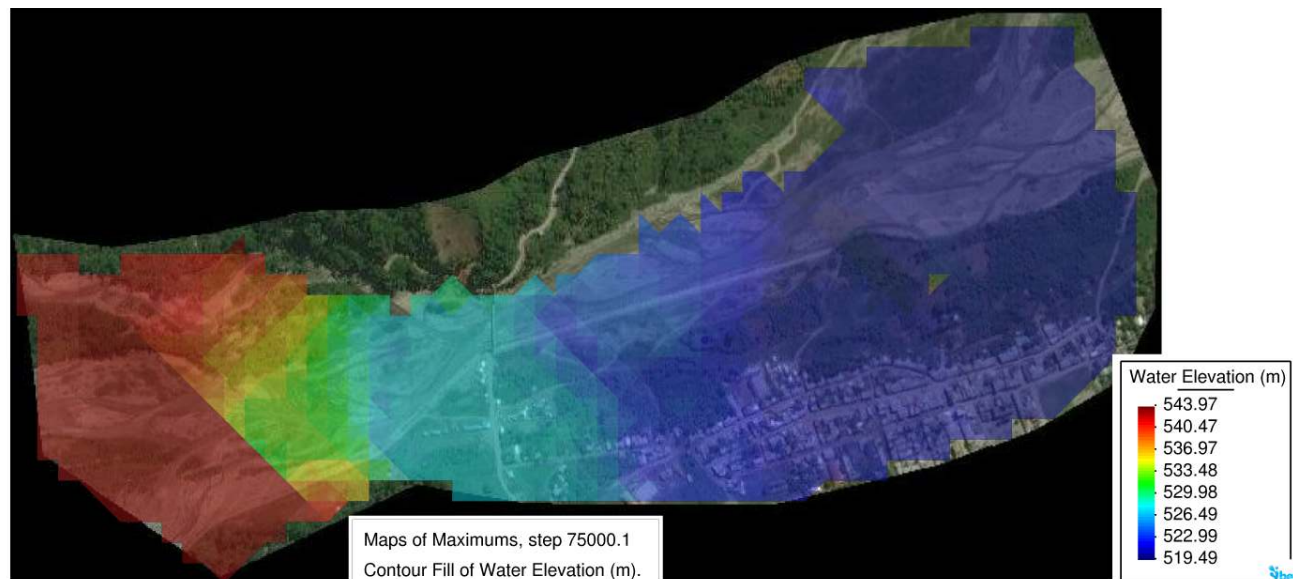 Water Elevation (m)
543.97
540.47
536.97
533.48
529.98
526.49
522.99
519.49
Maps of Maximums, step 75000.1
Contour Fill of Water Elevation (m).